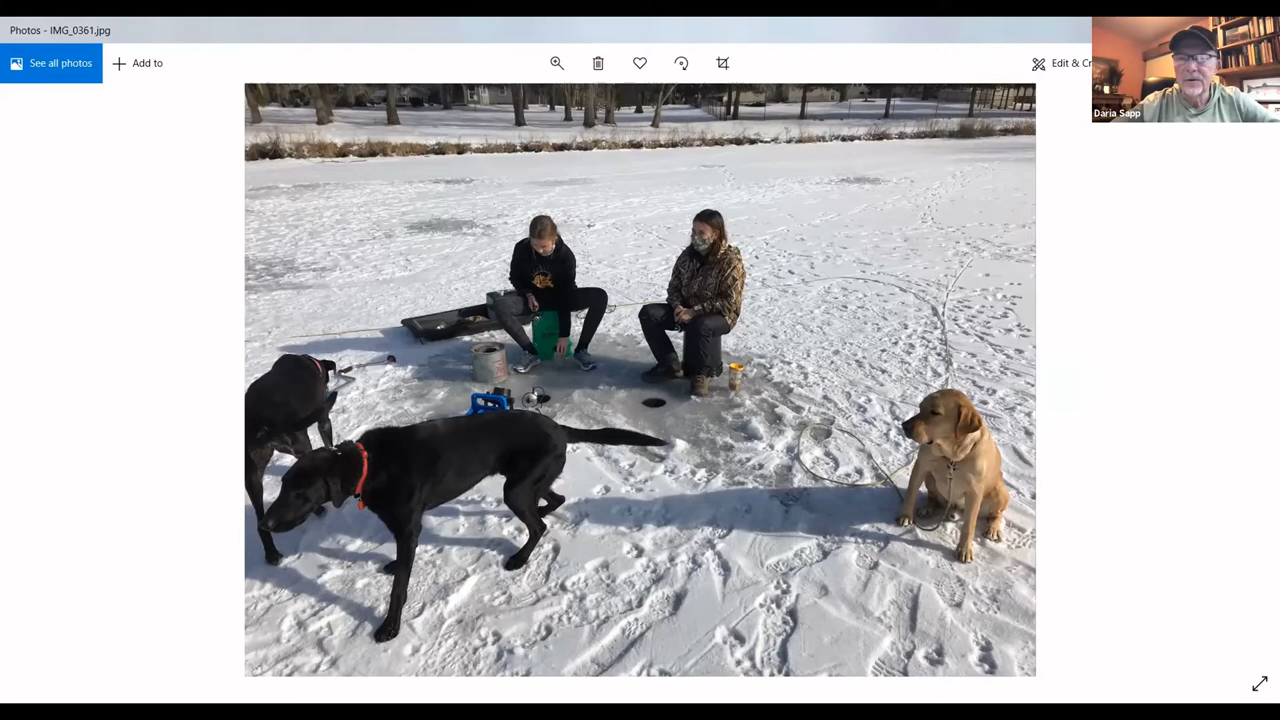 Photos - IMG_0361.jpg
See all photos
Add to
Edit & Cr
Daria Sapp